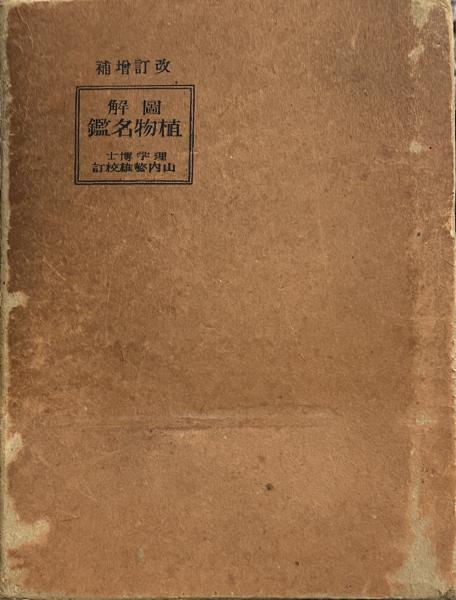 改訂增補
圖解
植物名鑑
理学博士
山内繁雄校訂